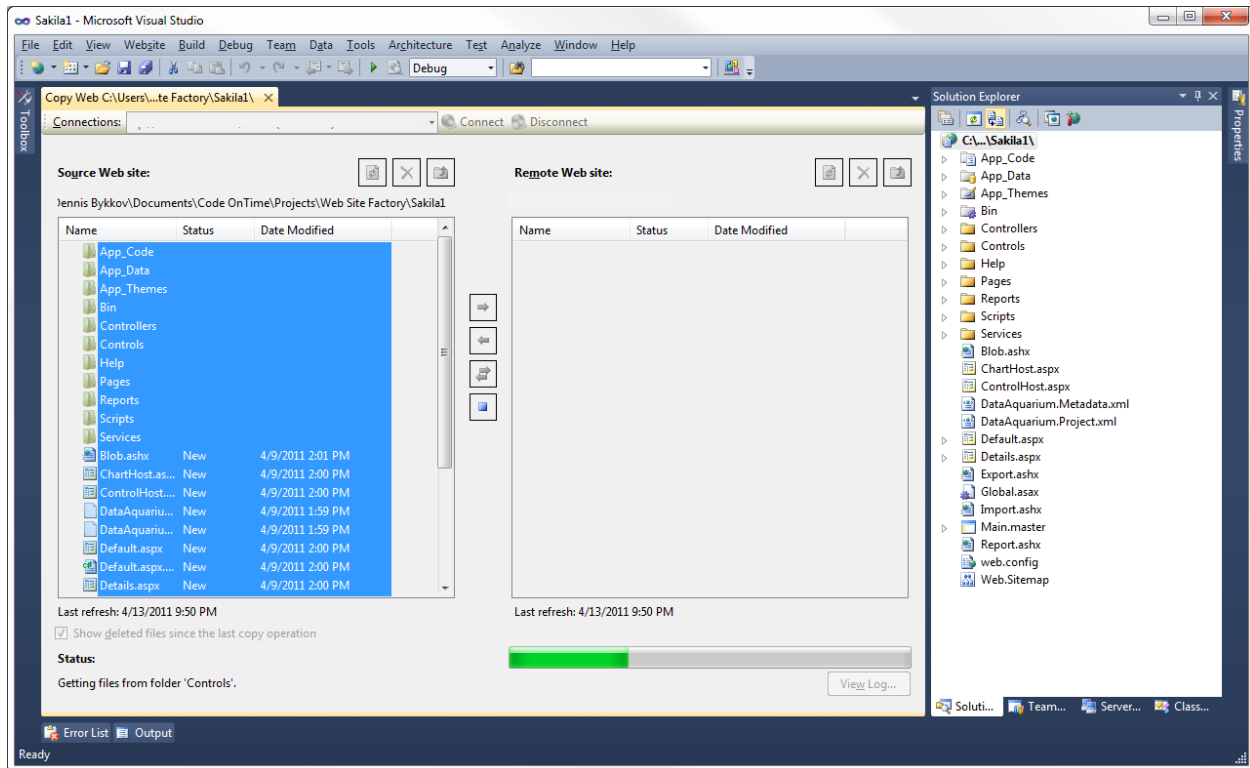 Sakila1 - Microsoft Visual Studio
File Edit View Website Build Debug Team Data Tools Architecture Test Analyze Window Help
Debug
Toolbox
Copy Web C:\Users\...te Factory\Sakila1\
Connections: Connect Disconnect
Source Web site:
Dennis Bykkov\Documents\Code OnTime\Projects\Web Site Factory\Sakila1
Name Status Date Modified
App_Code
App_Data
App_Themes
Bin
Controllers
Controls
Help
Pages
Reports
Scripts
Services
Blob.ashx New 4/9/2011 2:01 PM
ChartHost.as... New 4/9/2011 2:00 PM
ControlHost.... New 4/9/2011 2:00 PM
DataAquariu... New 4/9/2011 1:59 PM
DataAquariu... New 4/9/2011 1:59 PM
Default.aspx New 4/9/2011 2:00 PM
Default.aspx.... New 4/9/2011 2:00 PM
Details.aspx New 4/9/2011 2:00 PM
Last refresh: 4/13/2011 9:50 PM
Show deleted files since the last copy operation
Status:
Getting files from folder 'Controls'.
Remote Web site:
Name Status Date Modified
Last refresh: 4/13/2011 9:50 PM
View Log...
Solution Explorer
C:\...\Sakila1\
App_Code
App_Data
App_Themes
Bin
Controllers
Controls
Help
Pages
Reports
Scripts
Services
Blob.ashx
ChartHost.aspx
ControlHost.aspx
DataAquarium.Metadata.xml
DataAquarium.Project.xml
Default.aspx
Details.aspx
Export.ashx
Global.asax
Import.ashx
Main.master
Report.ashx
web.config
Web.Sitemap
Soluti... Team... Server... Class...
Properties
Error List Output
Ready